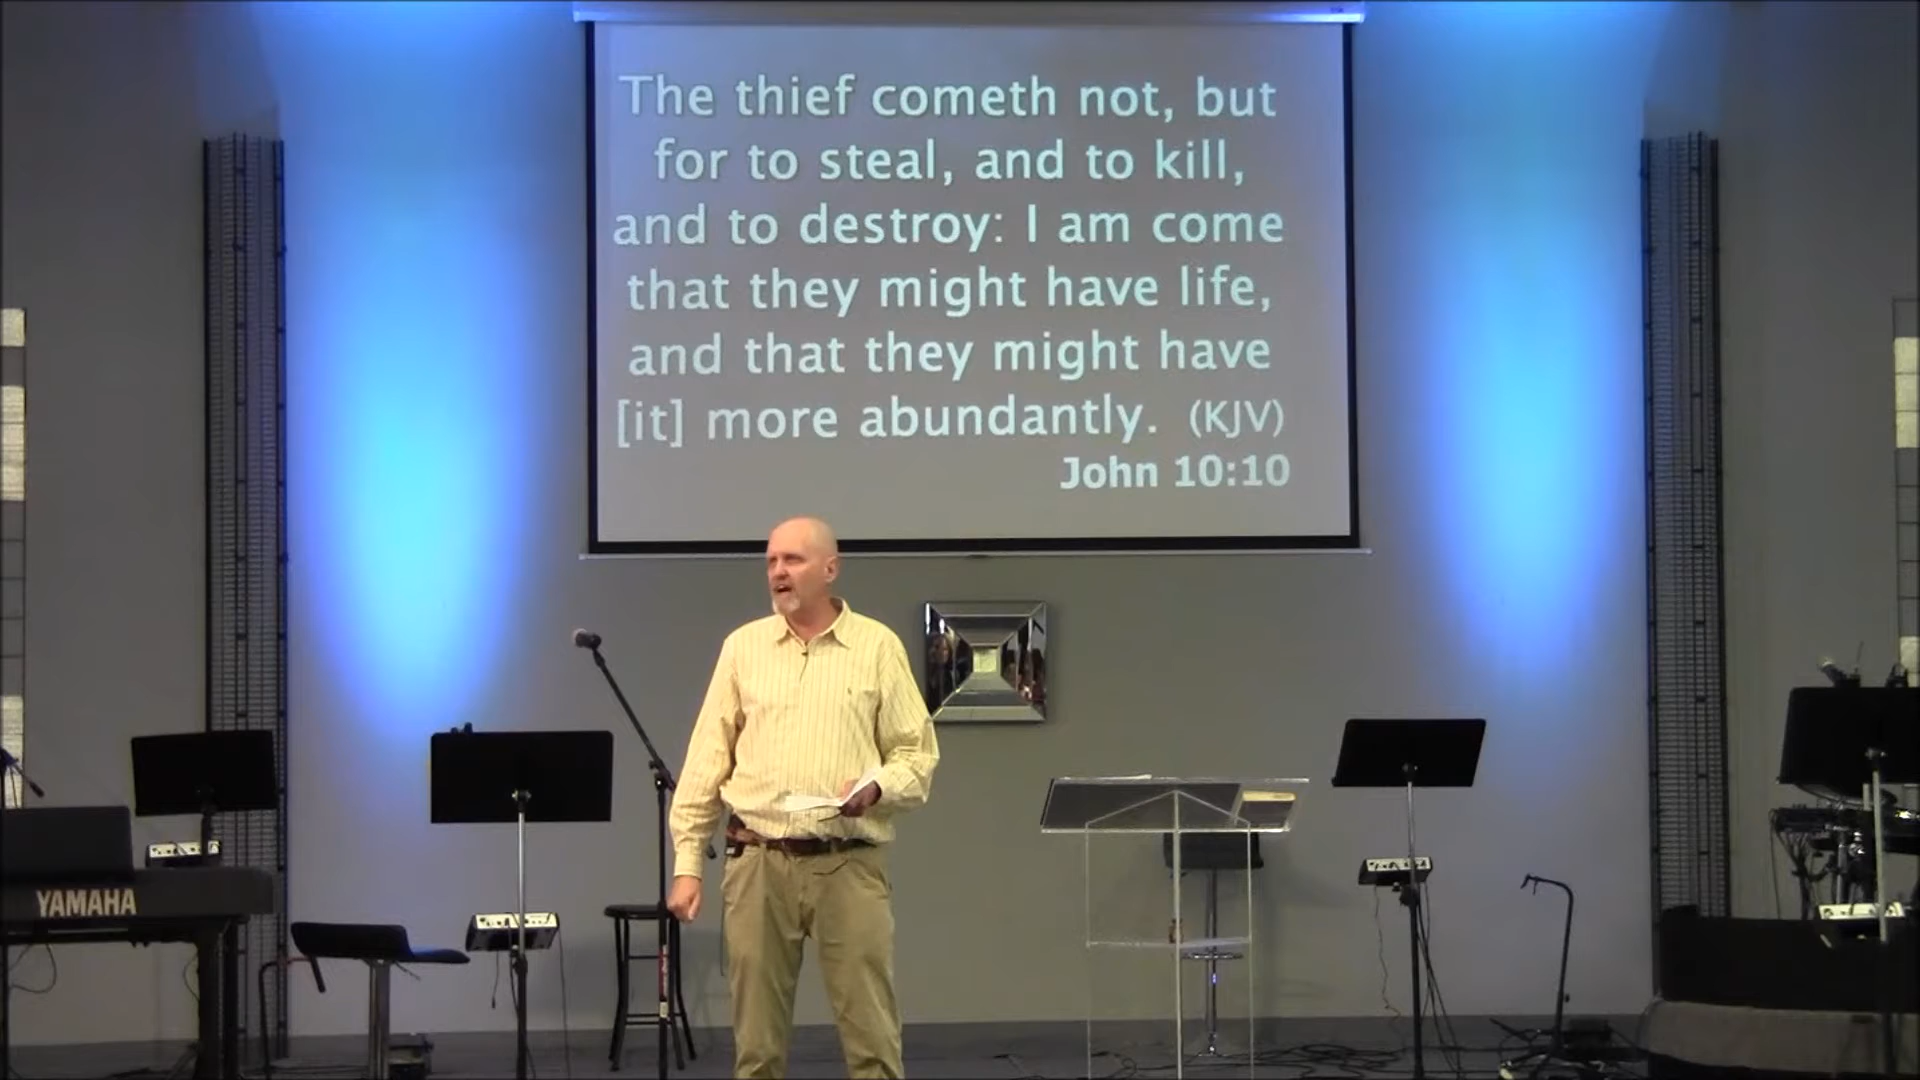 The thief cometh not, but
for to steal, and to kill,
and to destroy: I am come
that they might have life,
and that they might have
[it] more abundantly. (KJV)
John 10:10
YAMAHA